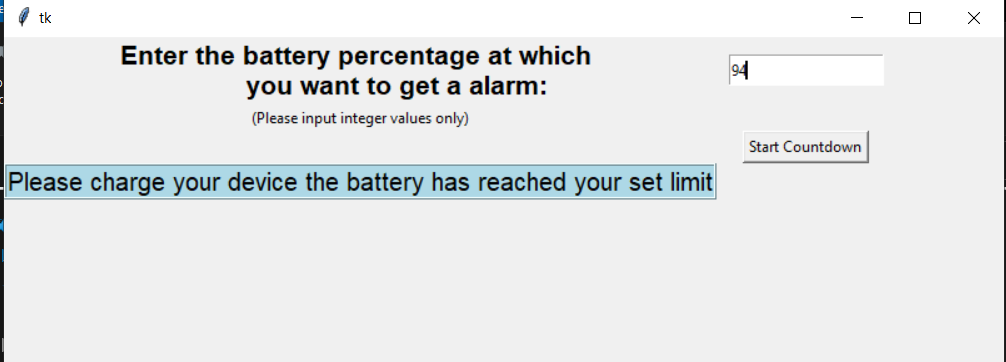 tk
Enter the battery percentage at which
you want to get a alarm:
94
(Please input integer values only)
Start Countdown
Please charge your device the battery has reached your set limit